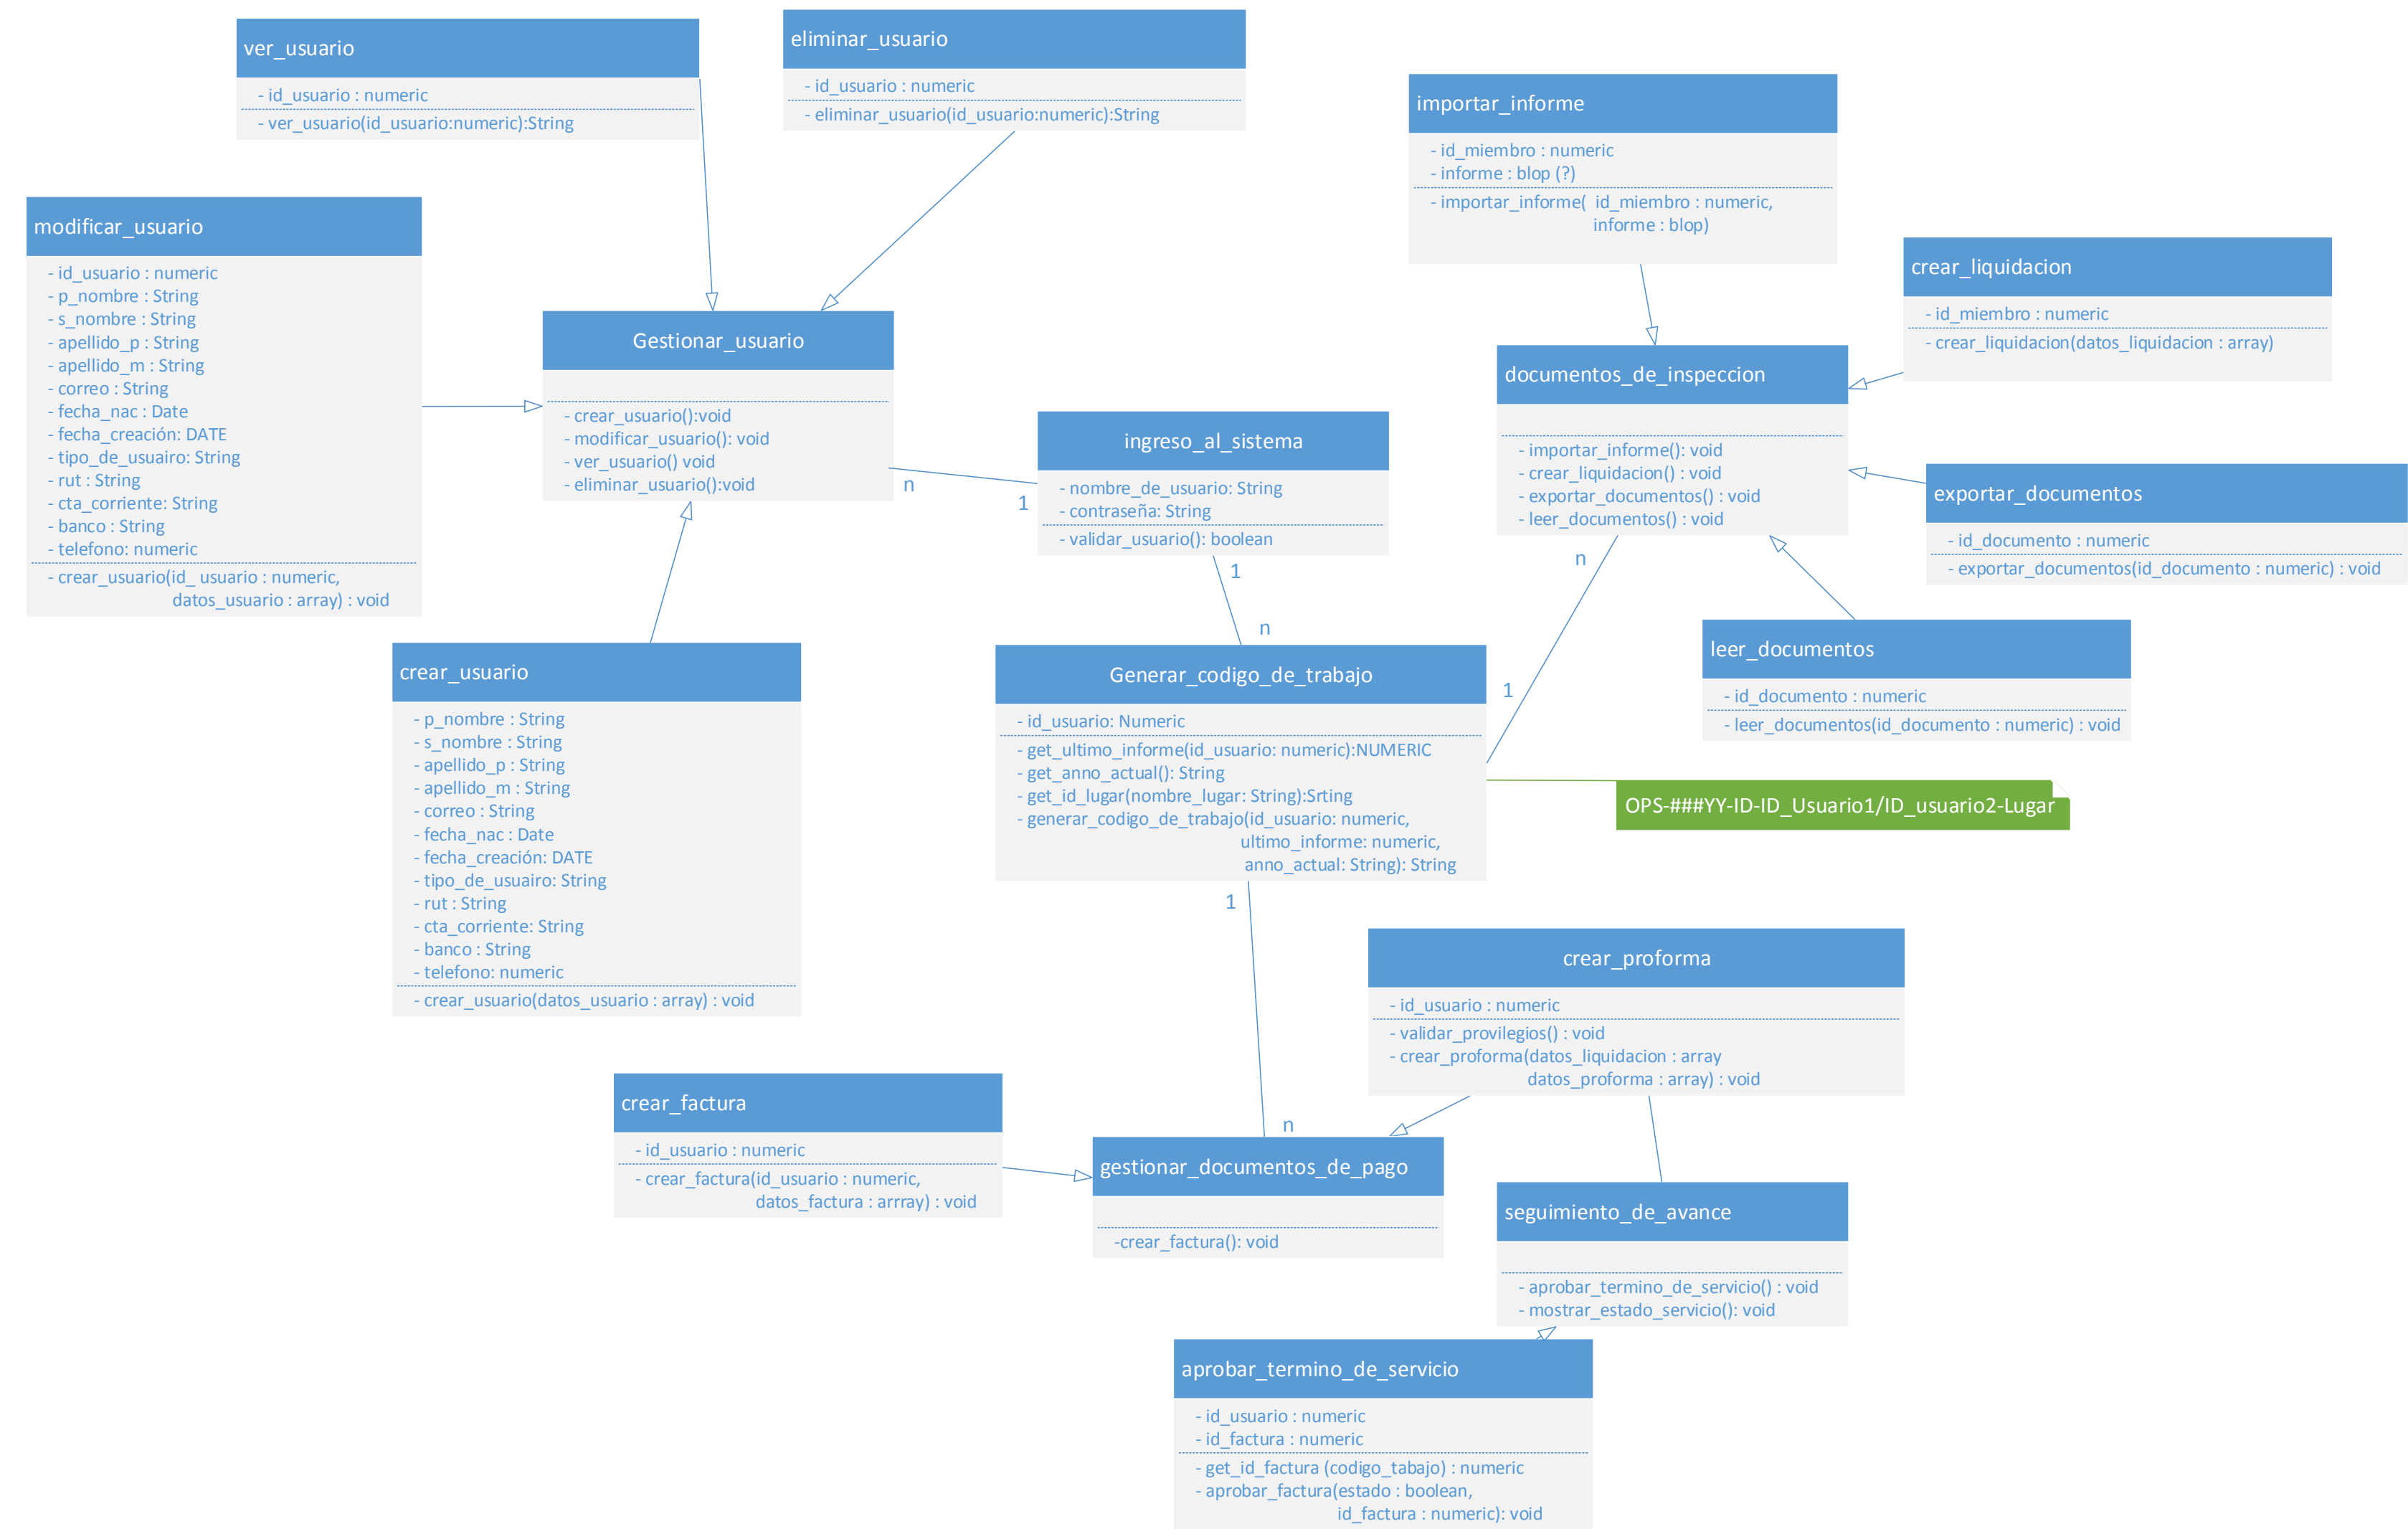 ver_usuario
- id_usuario : numeric
- ver_usuario(id_usuario:numeric):String
eliminar_usuario
- id_usuario : numeric
- eliminar_usuario(id_usuario:numeric):String
importar_informe
- id_miembro : numeric
- informe : blop (?)
- importar_informe( id_miembro : numeric,
informe : blop)
modificar_usuario
- id_usuario : numeric
- p_nombre : String
- s_nombre : String
- apellido_p : String
- apellido_m : String
- correo : String
- fecha_nac : Date
- fecha_creación: DATE
- tipo_de_usuairo: String
- rut : String
- cta_corriente: String
- banco : String
- telefono: numeric
- crear_usuario(id_ usuario : numeric,
datos_usuario : array) : void
crear_liquidacion
- id_miembro : numeric
- crear_liquidacion(datos_liquidacion : array)
Gestionar_usuario
- crear_usuario():void
- modificar_usuario(): void
- ver_usuario() void
- eliminar_usuario():void
n
1
documentos_de_inspeccion
- importar_informe(): void
- crear_liquidacion() : void
- exportar_documentos() : void
- leer_documentos() : void
n
1
ingreso_al_sistema
- nombre_de_usuario: String
- contraseña: String
- validar_usuario(): boolean
1
n
exportar_documentos
- id_documento : numeric
- exportar_documentos(id_documento : numeric) : void
leer_documentos
- id_documento : numeric
- leer_documentos(id_documento : numeric) : void
crear_usuario
- p_nombre : String
- s_nombre : String
- apellido_p : String
- apellido_m : String
- correo : String
- fecha_nac : Date
- fecha_creación: DATE
- tipo_de_usuairo: String
- rut : String
- cta_corriente: String
- banco : String
- telefono: numeric
- crear_usuario(datos_usuario : array) : void
Generar_codigo_de_trabajo
- id_usuario: Numeric
- get_ultimo_informe(id_usuario: numeric):NUMERIC
- get_anno_actual(): String
- get_id_lugar(nombre_lugar: String):Srting
- generar_codigo_de_trabajo(id_usuario: numeric,
ultimo_informe: numeric,
anno_actual: String): String
OPS-###YY-ID-ID_Usuario1/ID_usuario2-Lugar
1
n
crear_proforma
- id_usuario : numeric
- validar_provilegios() : void
- crear_proforma(datos_liquidacion : array
datos_proforma : array) : void
crear_factura
- id_usuario : numeric
- crear_factura(id_usuario : numeric,
datos_factura : arrray) : void
gestionar_documentos_de_pago
-crear_factura(): void
seguimiento_de_avance
- aprobar_termino_de_servicio() : void
- mostrar_estado_servicio(): void
aprobar_termino_de_servicio
- id_usuario : numeric
- id_factura : numeric
- get_id_factura (codigo_tabajo) : numeric
- aprobar_factura(estado : boolean,
id_factura : numeric): void